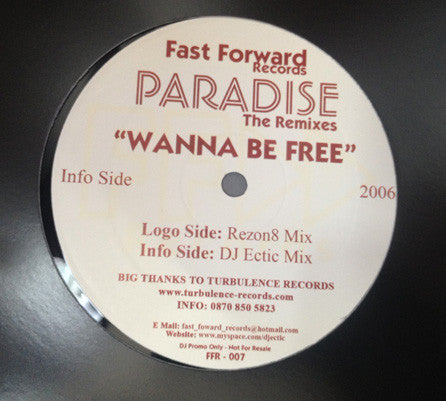 Fast Forward
Records
PARADISE
The Remixes
“WANNA BE FREE”
Info Side
2006
Logo Side: Rezon8 Mix
Info Side: DJ Ectic Mix
BIG THANKS TO TURBULENCE RECORDS
www.turbulence-records.com
INFO: 0870 850 5823
E Mail: fast_foward_records@hotmail.com
Website: www.myspace.com/djectic
DJ Promo Only - Not For Resale
FFR - 007